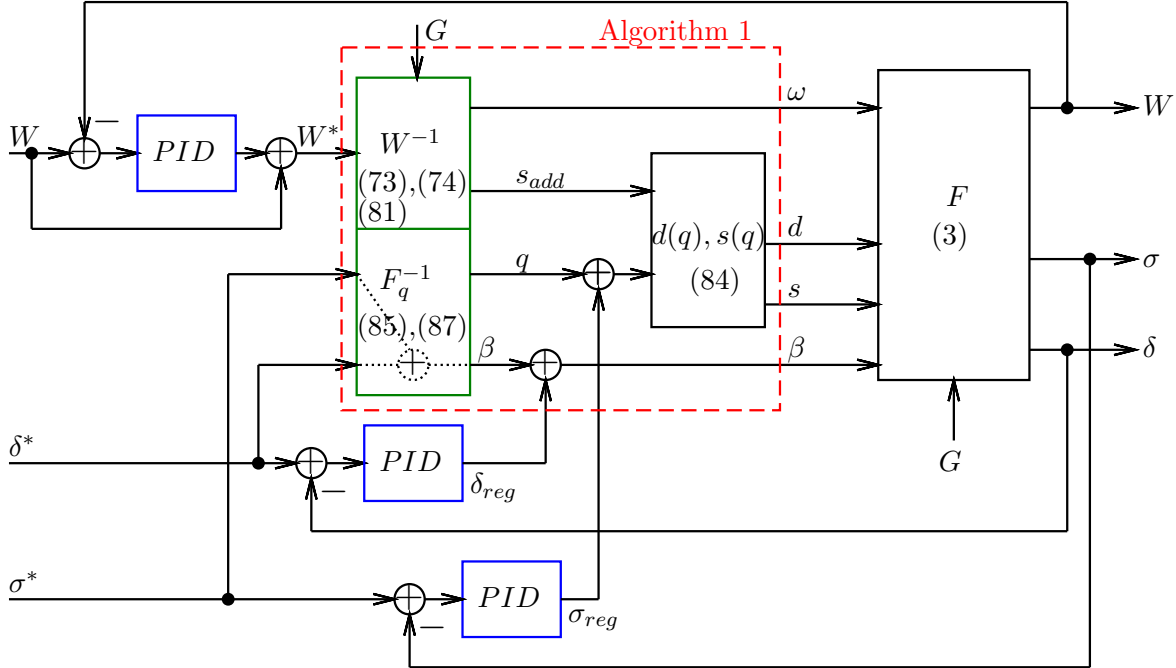 Algorithm 1
G
W
ω
W
−
W
PID
W*
W⁻¹
F
(73),(74)
s_add
(81)
d(q), s(q)
d
(3)
σ
q
F_q⁻¹
(84)
s
(85),(87)
β
β
δ
δ*
PID
G
−
δ_reg
σ*
PID
σ_reg
−